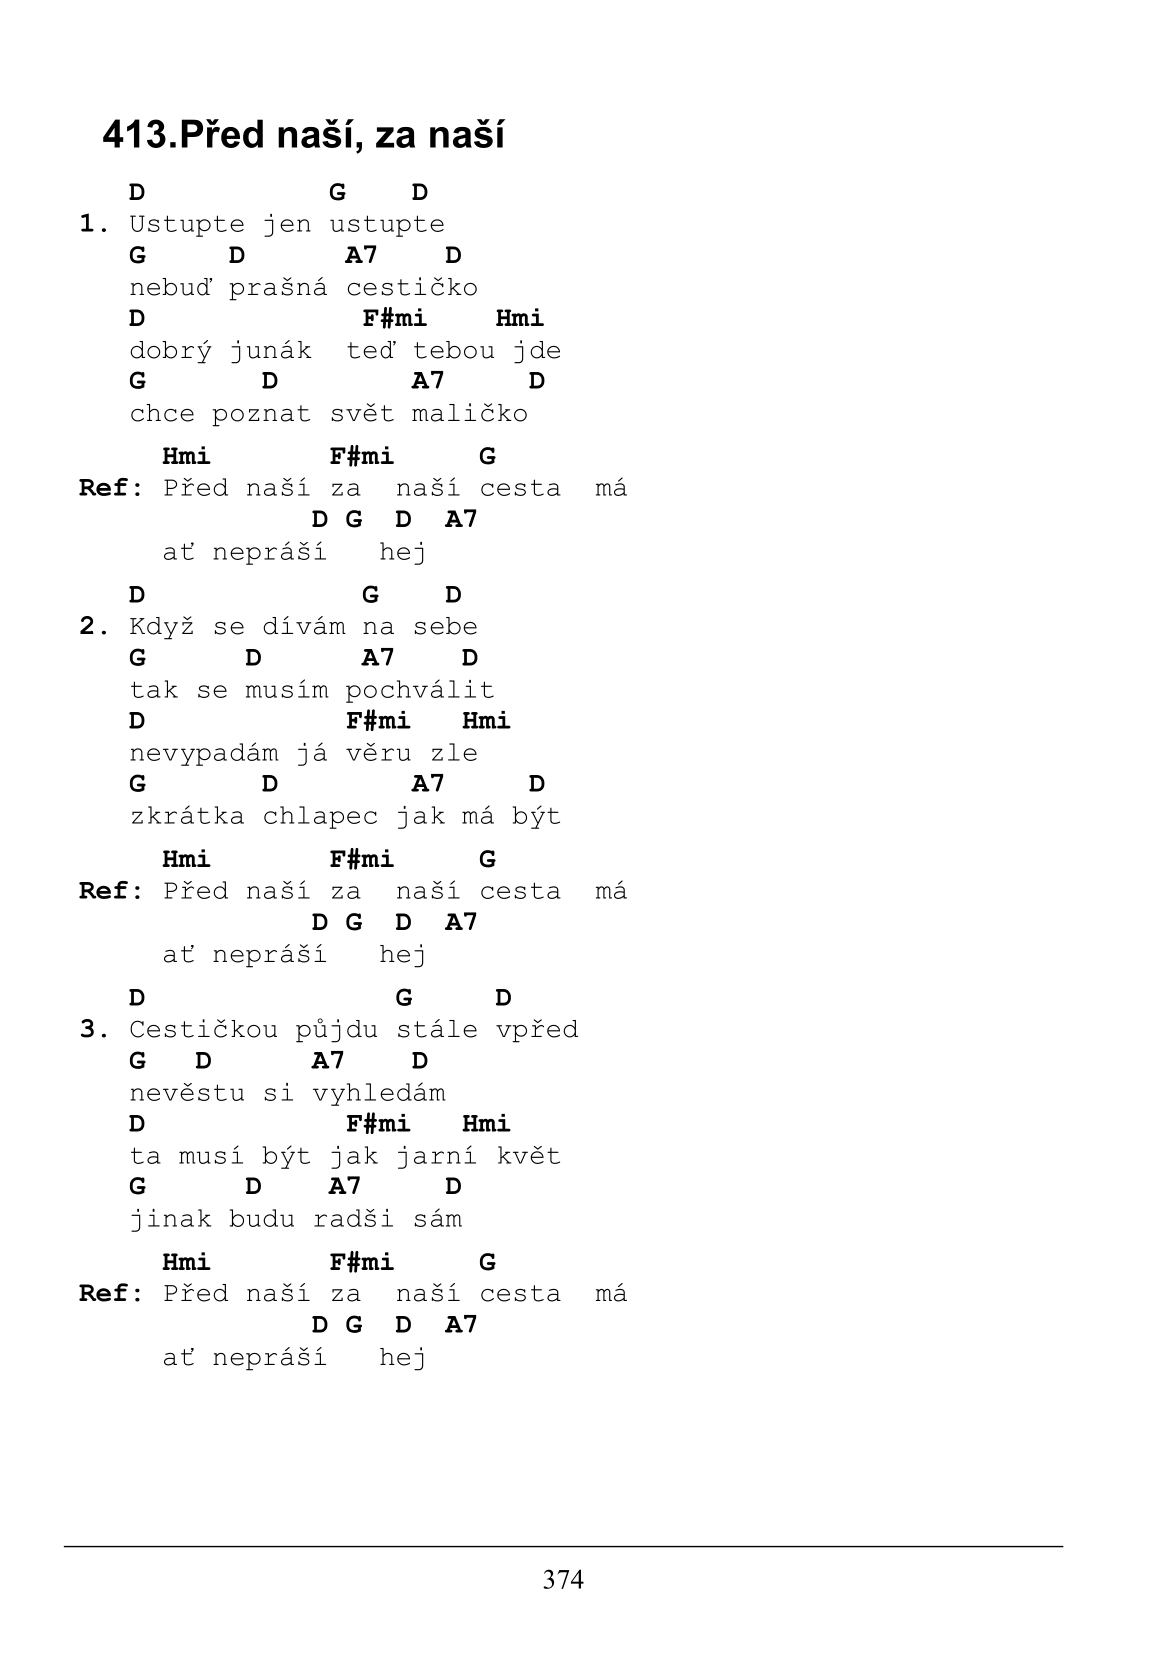 413.Před naší, za naší
D G D
1. Ustupte jen ustupte
G D A7 D
nebuď prašná cestičko
D F#mi Hmi
dobrý junák teď tebou jde
G D A7 D
chce poznat svět maličko
Hmi F#mi G
Ref: Před naší za naší cesta má
D G D A7
ať nepráší hej
D G D
2. Když se dívám na sebe
G D A7 D
tak se musím pochválit
D F#mi Hmi
nevypadám já věru zle
G D A7 D
zkrátka chlapec jak má být
Hmi F#mi G
Ref: Před naší za naší cesta má
D G D A7
ať nepráší hej
D G D
3. Cestičkou půjdu stále vpřed
G D A7 D
nevěstu si vyhledám
D F#mi Hmi
ta musí být jak jarní květ
G D A7 D
jinak budu radši sám
Hmi F#mi G
Ref: Před naší za naší cesta má
D G D A7
ať nepráší hej
374